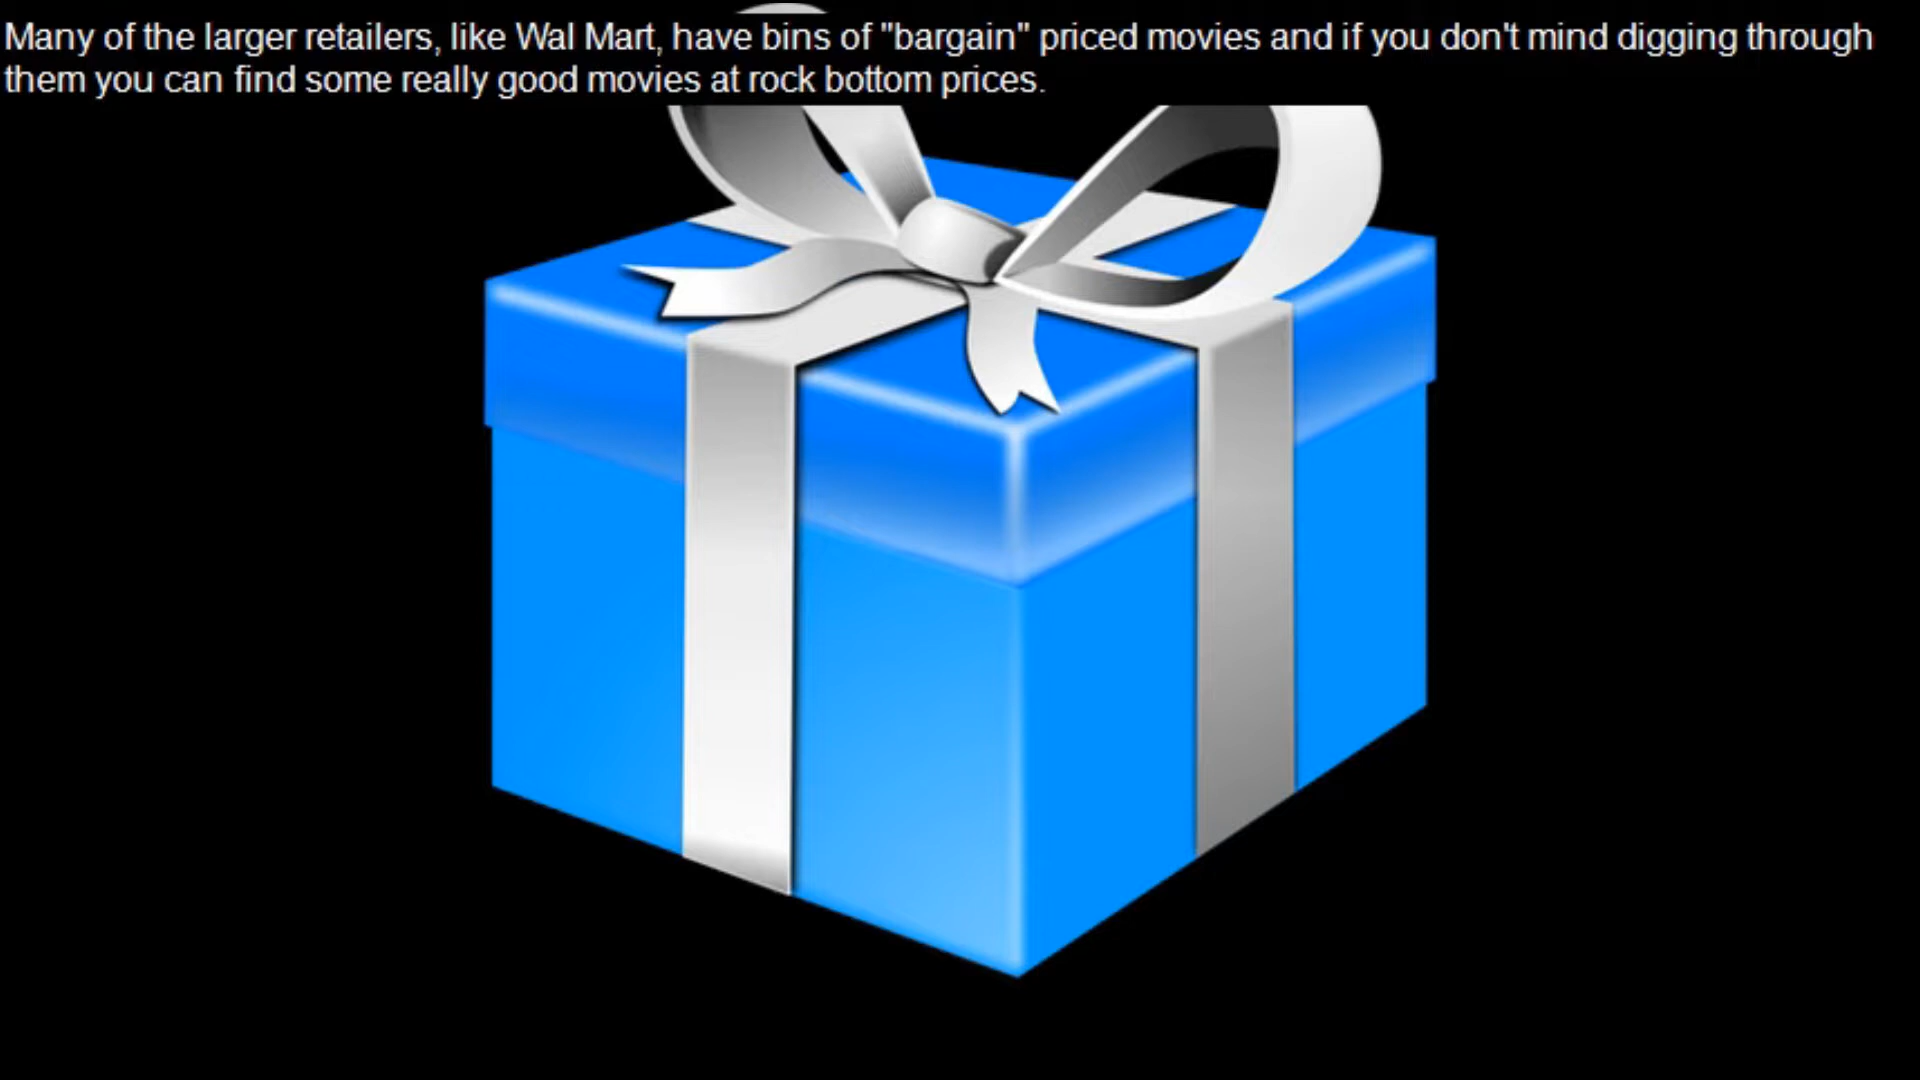 Many of the larger retailers, like Wal Mart, have bins of "bargain" priced movies and if you don't mind digging through
them you can find some really good movies at rock bottom prices.